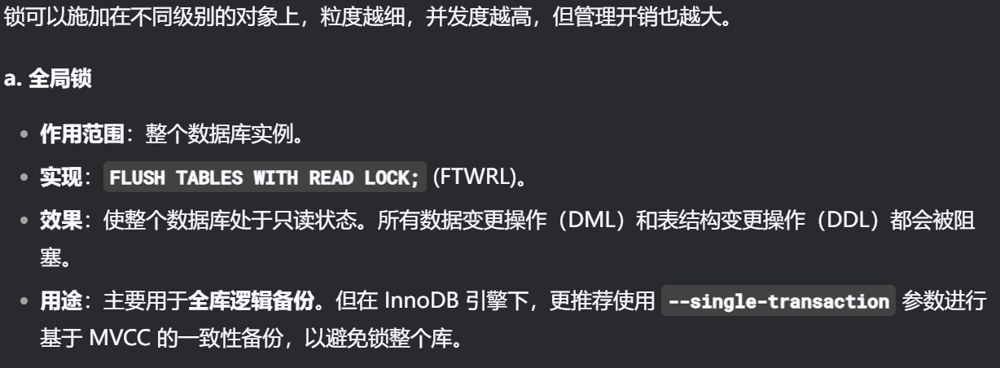 锁可以施加在不同级别的对象上，粒度越细，并发度越高，但管理开销也越大。
a. 全局锁
• 作用范围：整个数据库实例。
• 实现：FLUSH TABLES WITH READ LOCK; (FTWRL)。
• 效果：使整个数据库处于只读状态。所有数据变更操作（DML）和表结构变更操作（DDL）都会被阻
塞。
• 用途：主要用于全库逻辑备份。但在 InnoDB 引擎下，更推荐使用 --single-transaction 参数进行
基于 MVCC 的一致性备份，以避免锁整个库。